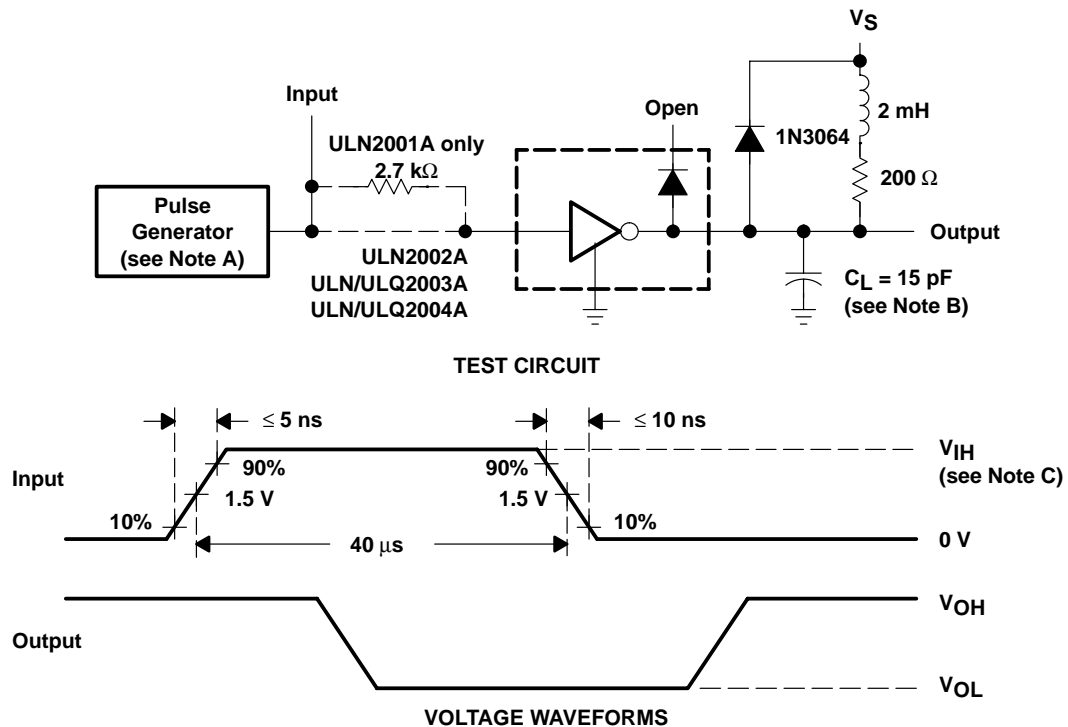 VS
Input
Open
2 mH
ULN2001A only
1N3064
2.7 kΩ
200 Ω
Pulse
Generator
(see Note A)
Output
ULN2002A
ULN/ULQ2003A
ULN/ULQ2004A
CL = 15 pF
(see Note B)
TEST CIRCUIT
≤ 5 ns
≤ 10 ns
VIH
(see Note C)
Input
90%
90%
1.5 V
1.5 V
10%
10%
40 μs
0 V
VOH
Output
VOL
VOLTAGE WAVEFORMS